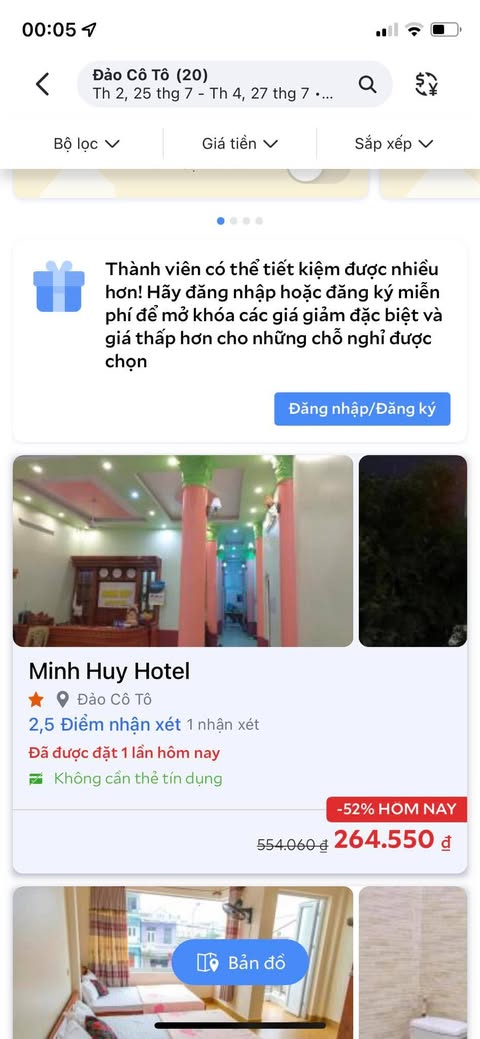 00:05
Đảo Cô Tô (20)
Th 2, 25 thg 7 - Th 4, 27 thg 7 •...
Bộ lọc
Giá tiền
Sắp xếp
Thành viên có thể tiết kiệm được nhiều
hơn! Hãy đăng nhập hoặc đăng ký miễn
phí để mở khóa các giá giảm đặc biệt và
giá thấp hơn cho những chỗ nghỉ được
chọn
Đăng nhập/Đăng ký
Minh Huy Hotel
Đảo Cô Tô
2,5 Điểm nhận xét 1 nhận xét
Đã được đặt 1 lần hôm nay
Không cần thẻ tín dụng
-52% HÔM NAY
554.060 ₫ 264.550 ₫
Bản đồ